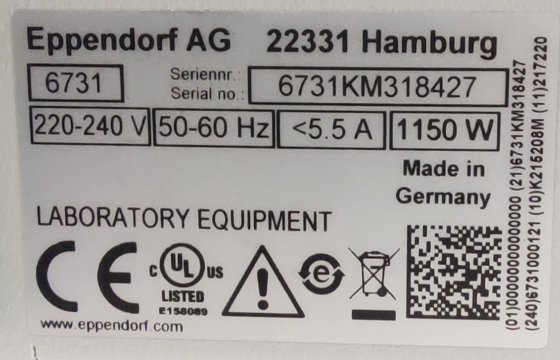 Eppendorf AG 22331 Hamburg
6731 Seriennr.: Serial no.: 6731KM318427
220-240 V 50-60 Hz <5.5 A 1150 W
Made in
Germany
LABORATORY EQUIPMENT
CE
c UL US
LISTED
E158089
e
www.eppendorf.com
(01)00000000000000 (21)6731KM318427
(240)6731000121 (10)K215208M (11)217220